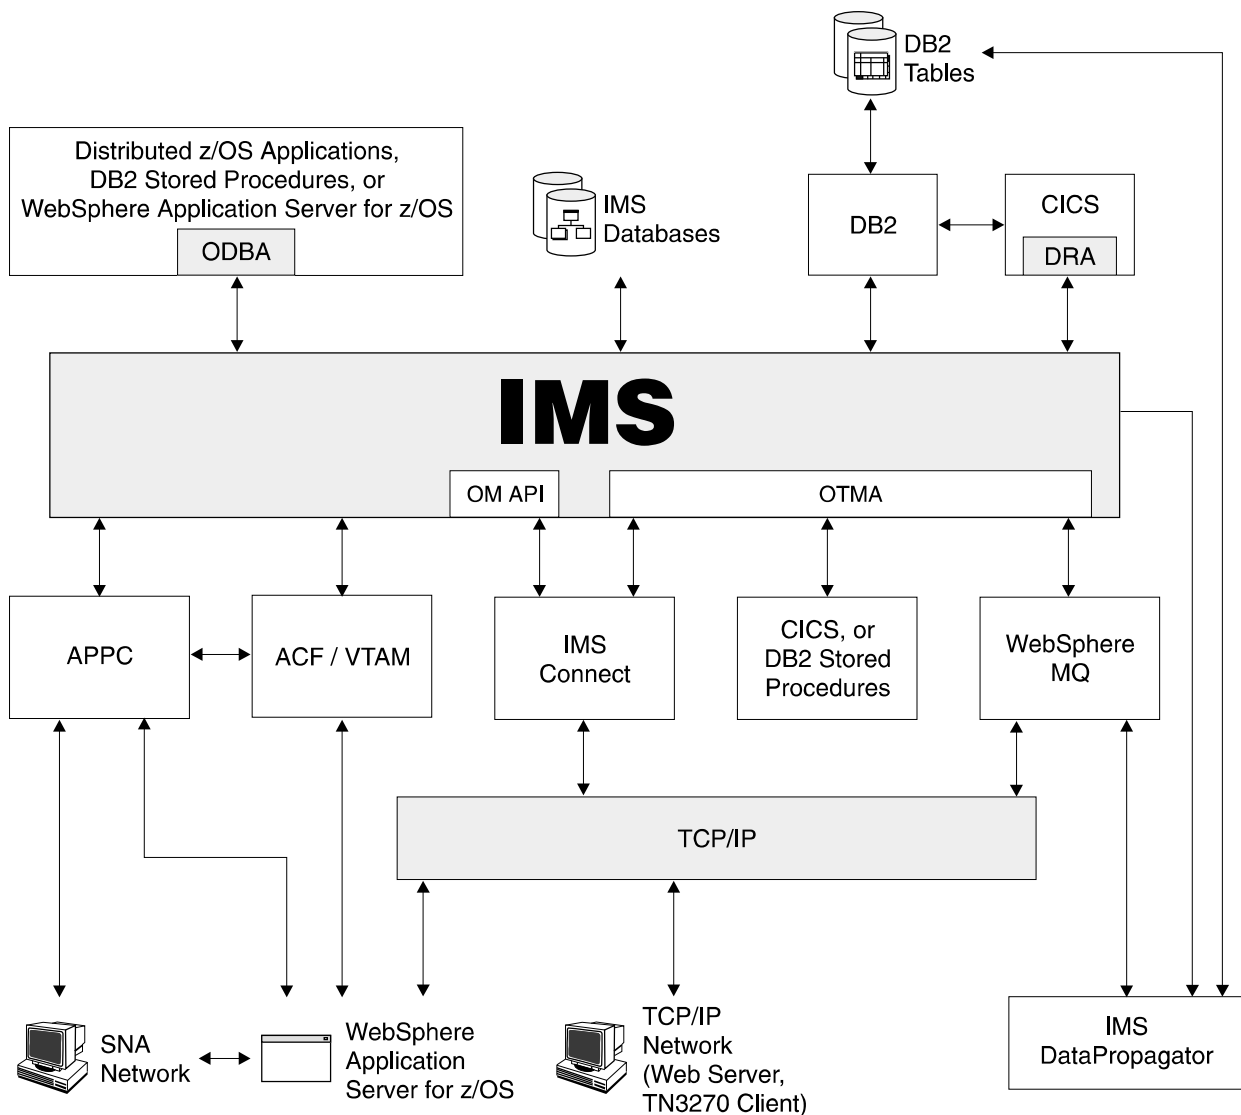 DB2
Tables
Distributed z/OS Applications,
DB2 Stored Procedures, or
WebSphere Application Server for z/OS
ODBA
IMS
Databases
DB2
CICS
DRA
IMS
OM API
OTMA
APPC
ACF / VTAM
IMS
Connect
CICS, or
DB2 Stored
Procedures
WebSphere
MQ
TCP/IP
SNA
Network
WebSphere
Application
Server for z/OS
TCP/IP
Network
(Web Server,
TN3270 Client)
IMS
DataPropagator